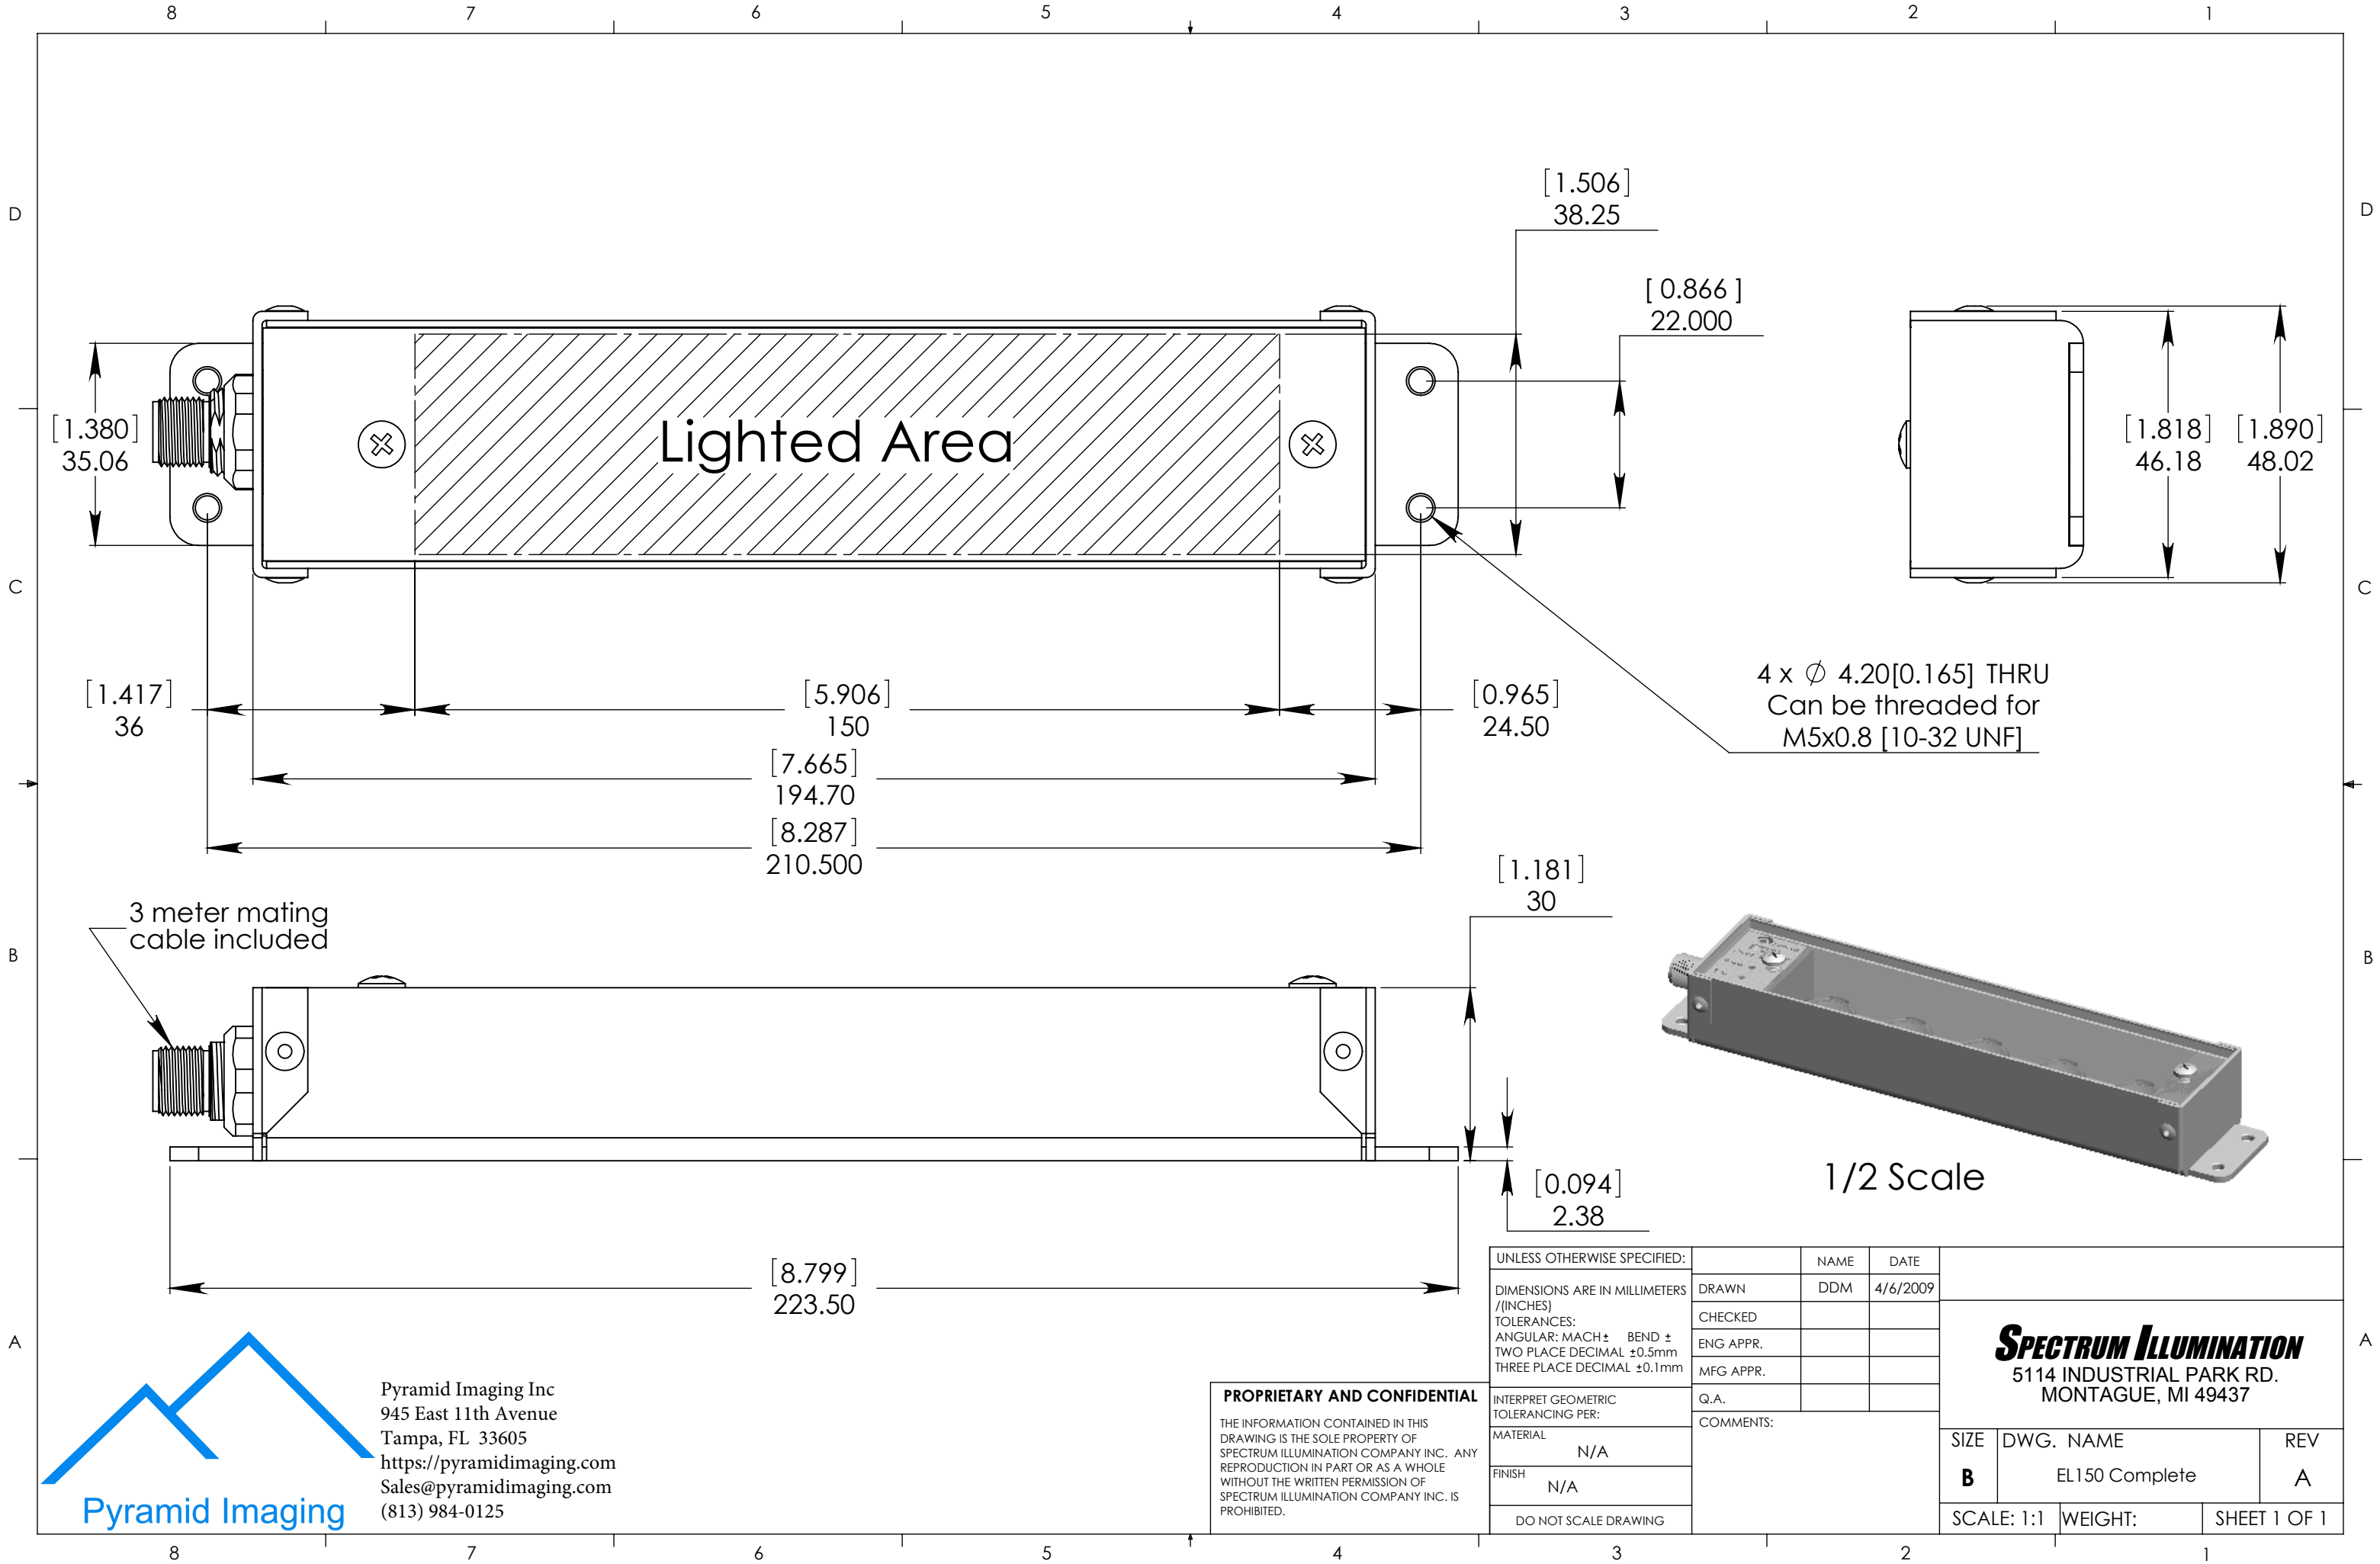 8 7 6 5 4 3 2 1
D D
C C
B B
A A
[1.506]
38.25
[ 0.866 ]
22.000
[1.380]
35.06
Lighted Area
[1.818]
46.18
[1.890]
48.02
4 x ∅ 4.20[0.165] THRU
Can be threaded for
M5x0.8 [10-32 UNF]
[1.417]
36
[5.906]
150
[0.965]
24.50
[7.665]
194.70
[8.287]
210.500
3 meter mating
cable included
[1.181]
30
[0.094]
2.38
1/2 Scale
[8.799]
223.50
Pyramid Imaging
Pyramid Imaging Inc
945 East 11th Avenue
Tampa, FL 33605
https://pyramidimaging.com
Sales@pyramidimaging.com
(813) 984-0125
PROPRIETARY AND CONFIDENTIAL
THE INFORMATION CONTAINED IN THIS
DRAWING IS THE SOLE PROPERTY OF
SPECTRUM ILLUMINATION COMPANY INC. ANY
REPRODUCTION IN PART OR AS A WHOLE
WITHOUT THE WRITTEN PERMISSION OF
SPECTRUM ILLUMINATION COMPANY INC. IS
PROHIBITED.
UNLESS OTHERWISE SPECIFIED:
DIMENSIONS ARE IN MILLIMETERS
/(INCHES)
TOLERANCES:
ANGULAR: MACH± BEND ±
TWO PLACE DECIMAL ±0.5mm
THREE PLACE DECIMAL ±0.1mm
INTERPRET GEOMETRIC
TOLERANCING PER:
MATERIAL
N/A
FINISH
N/A
DO NOT SCALE DRAWING
NAME DATE
DRAWN DDM 4/6/2009
CHECKED
ENG APPR.
MFG APPR.
Q.A.
COMMENTS:
SPECTRUM ILLUMINATION
5114 INDUSTRIAL PARK RD.
MONTAGUE, MI 49437
SIZE DWG. NAME REV
B EL150 Complete A
SCALE: 1:1 WEIGHT: SHEET 1 OF 1
8 7 6 5 4 3 2 1